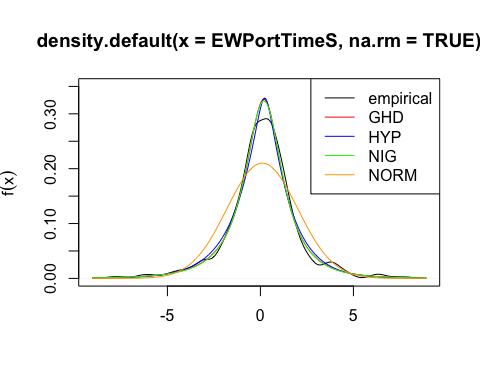 density.default(x = EWPortTimeS, na.rm = TRUE)
f(x)
0.00
0.10
0.20
0.30
-5
0
5
empirical
GHD
HYP
NIG
NORM